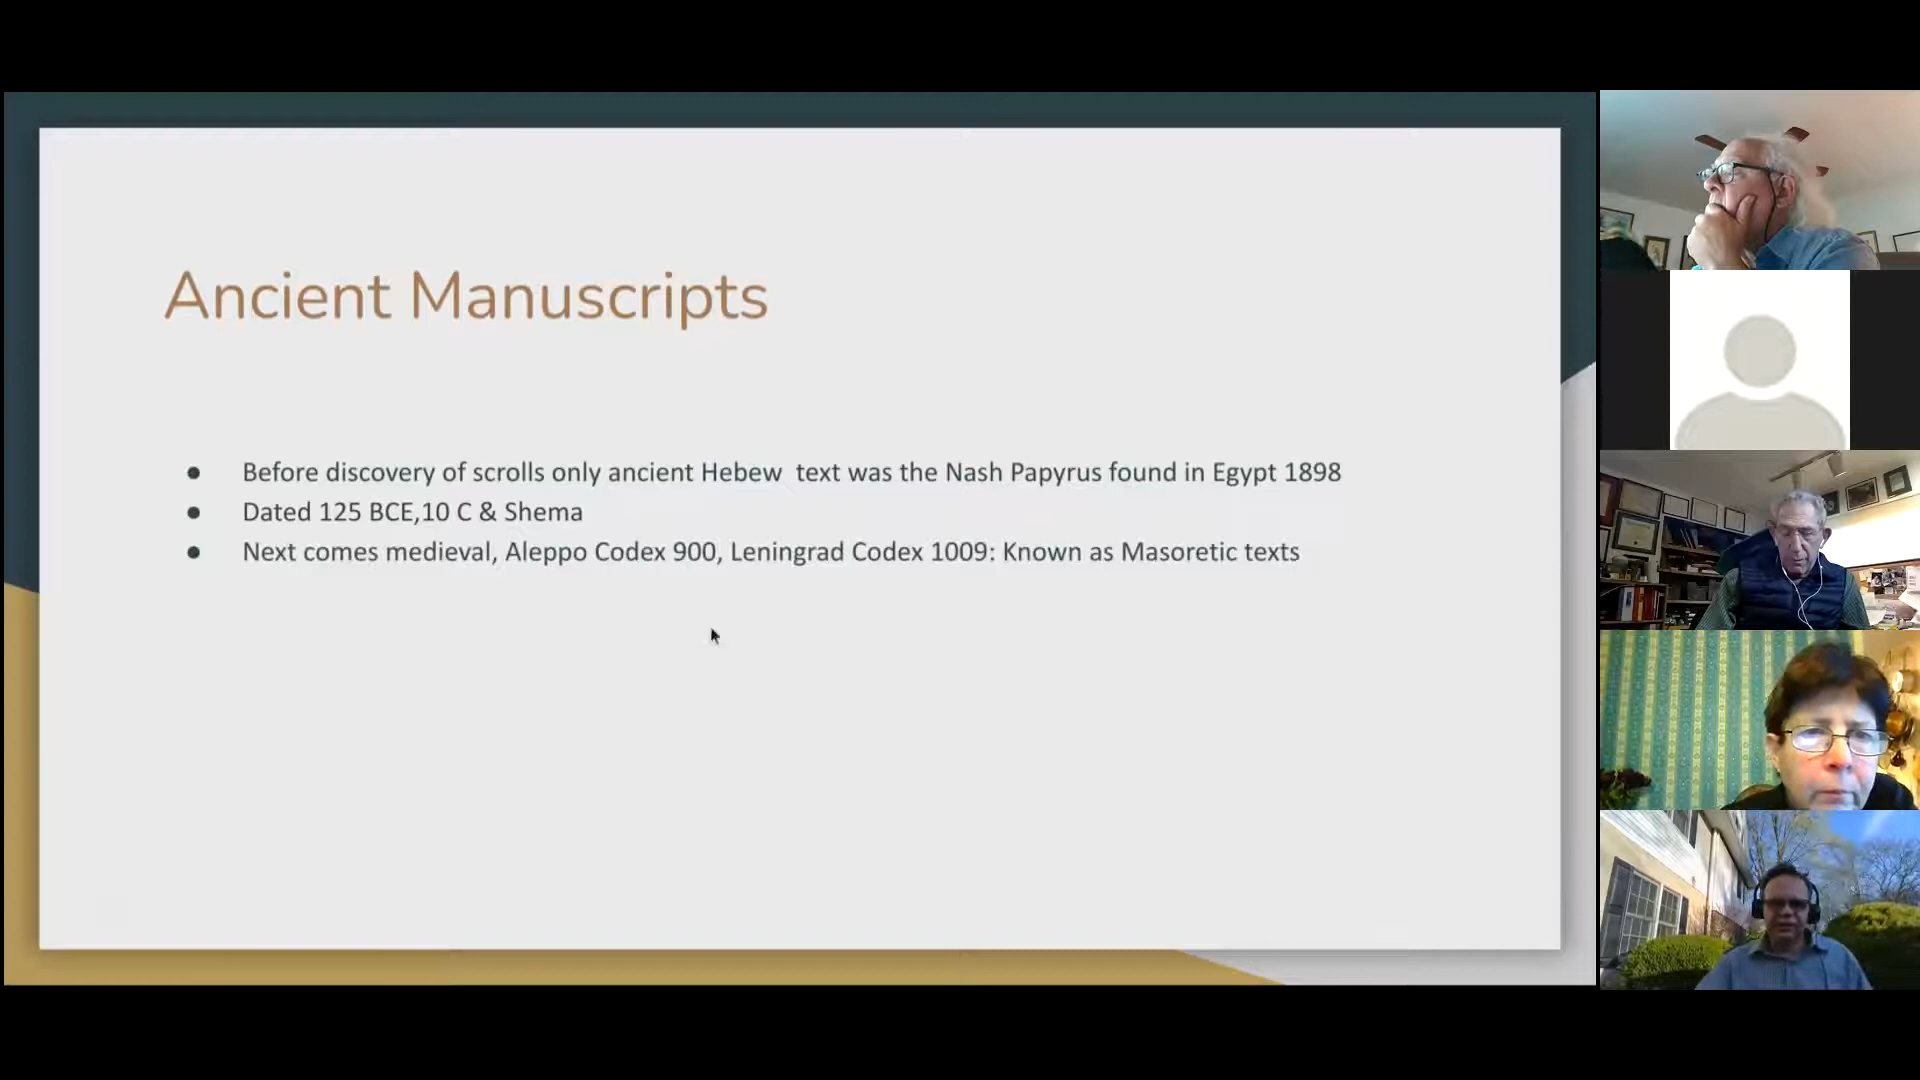 Ancient Manuscripts
● Before discovery of scrolls only ancient Hebew  text was the Nash Papyrus found in Egypt 1898
● Dated 125 BCE,10 C & Shema
● Next comes medieval, Aleppo Codex 900, Leningrad Codex 1009: Known as Masoretic texts